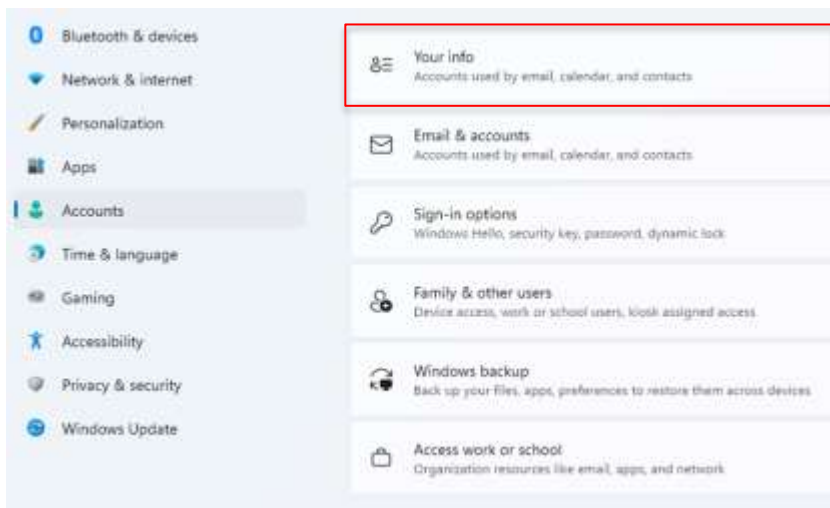 Bluetooth & devices
Network & internet
Personalization
Apps
Accounts
Time & language
Gaming
Accessibility
Privacy & security
Windows Update
Your info
Accounts used by email, calendar, and contacts
Email & accounts
Accounts used by email, calendar, and contacts
Sign-in options
Windows Hello, security key, password, dynamic lock
Family & other users
Device access, work or school users, kiosk assigned access
Windows backup
Back up your files, apps, preferences to restore them across devices
Access work or school
Organization resources like email, apps, and network